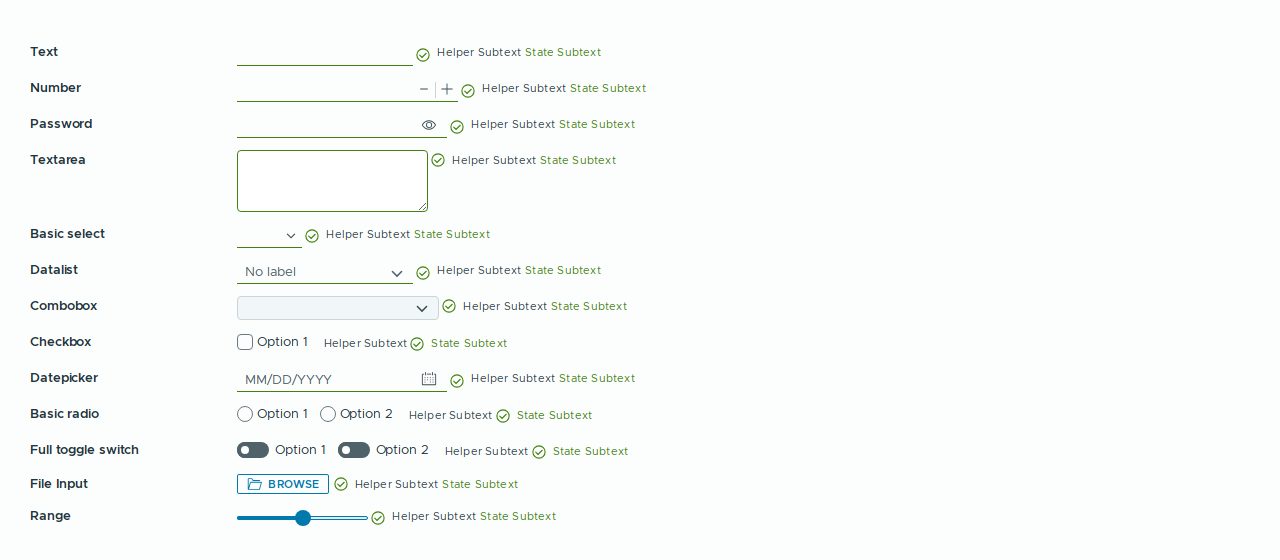 Text Helper Subtext State Subtext
Number Helper Subtext State Subtext
Password Helper Subtext State Subtext
Textarea Helper Subtext State Subtext
Basic select Helper Subtext State Subtext
Datalist No label Helper Subtext State Subtext
Combobox Helper Subtext State Subtext
Checkbox Option 1 Helper Subtext State Subtext
Datepicker MM/DD/YYYY Helper Subtext State Subtext
Basic radio Option 1 Option 2 Helper Subtext State Subtext
Full toggle switch Option 1 Option 2 Helper Subtext State Subtext
File Input BROWSE Helper Subtext State Subtext
Range Helper Subtext State Subtext